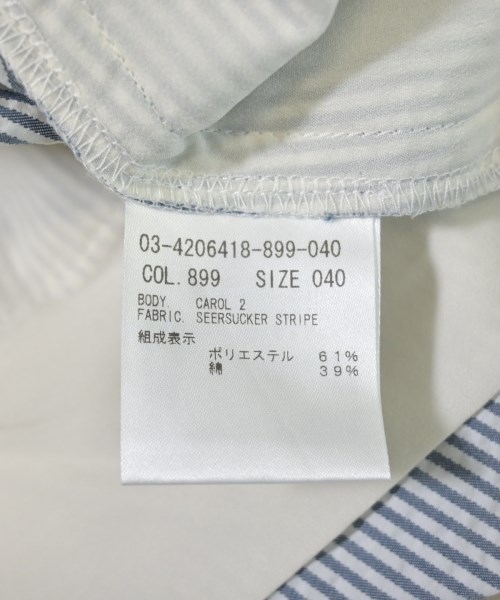 03-4206418-899-040
COL. 899 SIZE 040
BODY. CAROL 2
FABRIC. SEERSUCKER STRIPE
組成表示
ポリエステル 61%
綿 39%